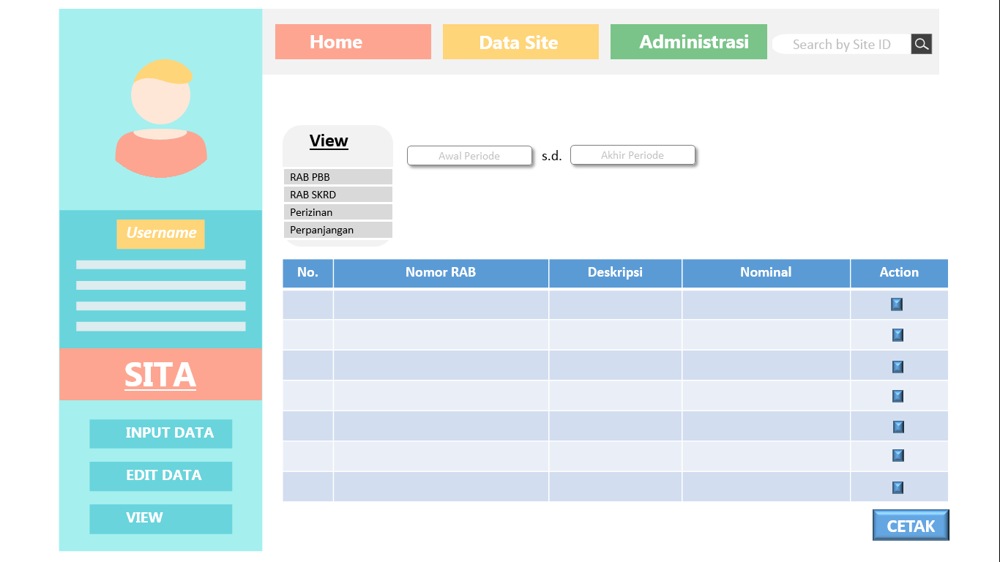 Home
Data Site
Administrasi
Search by Site ID
View
Awal Periode
s.d.
Akhir Periode
RAB PBB
RAB SKRD
Perizinan
Perpanjangan
Username
SITA
INPUT DATA
EDIT DATA
VIEW
No.
Nomor RAB
Deskripsi
Nominal
Action
CETAK